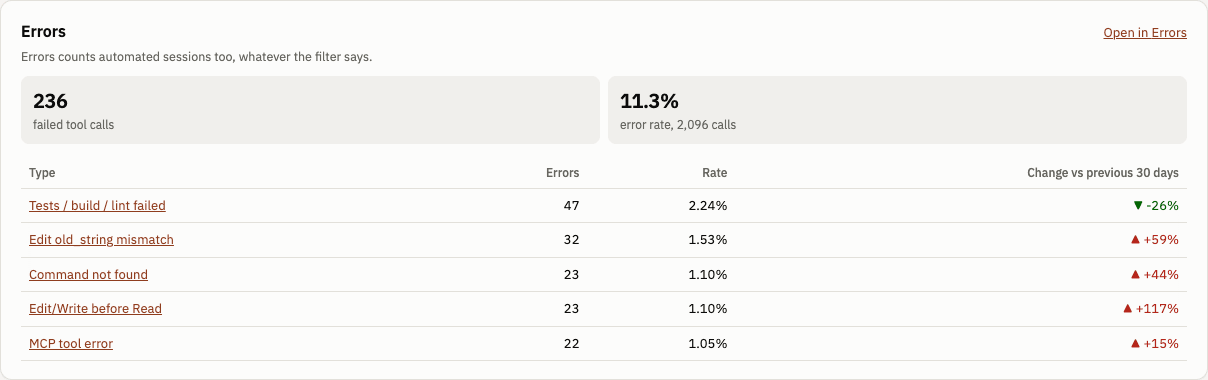 Errors
Open in Errors
Errors counts automated sessions too, whatever the filter says.
236
failed tool calls
11.3%
error rate, 2,096 calls
Type Errors Rate Change vs previous 30 days
Tests / build / lint failed 47 2.24% ▼ -26%
Edit old_string mismatch 32 1.53% ▲ +59%
Command not found 23 1.10% ▲ +44%
Edit/Write before Read 23 1.10% ▲ +117%
MCP tool error 22 1.05% ▲ +15%